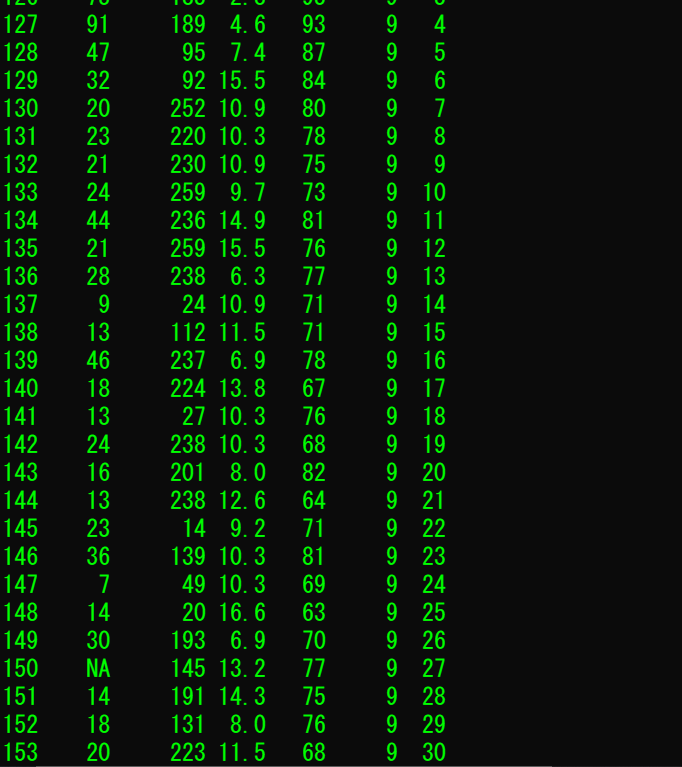 127 91 189 4.6 93 9 4
128 47 95 7.4 87 9 5
129 32 92 15.5 84 9 6
130 20 252 10.9 80 9 7
131 23 220 10.3 78 9 8
132 21 230 10.9 75 9 9
133 24 259 9.7 73 9 10
134 44 236 14.9 81 9 11
135 21 259 15.5 76 9 12
136 28 238 6.3 77 9 13
137 9 24 10.9 71 9 14
138 13 112 11.5 71 9 15
139 46 237 6.9 78 9 16
140 18 224 13.8 67 9 17
141 13 27 10.3 76 9 18
142 24 238 10.3 68 9 19
143 16 201 8.0 82 9 20
144 13 238 12.6 64 9 21
145 23 14 9.2 71 9 22
146 36 139 10.3 81 9 23
147 7 49 10.3 69 9 24
148 14 20 16.6 63 9 25
149 30 193 6.9 70 9 26
150 NA 145 13.2 77 9 27
151 14 191 14.3 75 9 28
152 18 131 8.0 76 9 29
153 20 223 11.5 68 9 30